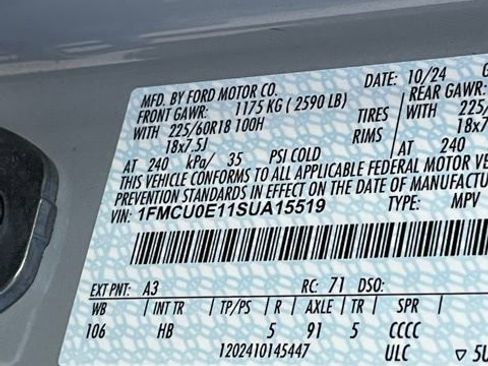 MFD. BY FORD MOTOR CO. DATE: 10/24
FRONT GAWR: 1175 KG ( 2590 LB) REAR GAWR:
WITH 225/60R18 100H TIRES WITH
18x7.5J RIMS
AT 240 kPa/ 35 PSI COLD AT 240
THIS VEHICLE CONFORMS TO ALL APPLICABLE FEDERAL MOTOR
PREVENTION STANDARDS IN EFFECT ON THE DATE OF
VIN: 1FMCU0E11SUA15519 TYPE: MPV
EXT PNT: A3 RC: 71 DSO:
WB INT TR TP/PS R AXLE TR SPR
106 HB 5 91 5 CCCC
1202410145447 ULC